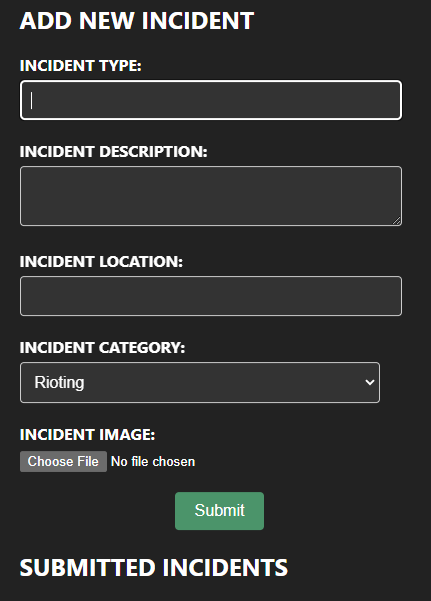 ADD NEW INCIDENT
INCIDENT TYPE:
INCIDENT DESCRIPTION:
INCIDENT LOCATION:
INCIDENT CATEGORY:
Rioting
INCIDENT IMAGE:
Choose File No file chosen
Submit
SUBMITTED INCIDENTS